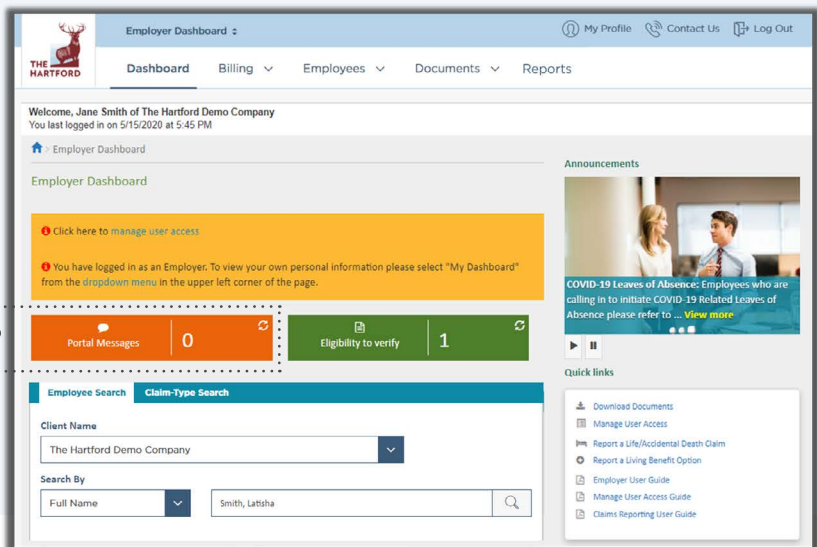 Employer Dashboard
My Profile
Contact Us
Log Out
THE
HARTFORD
Dashboard
Billing
Employees
Documents
Reports
Welcome, Jane Smith of The Hartford Demo Company
You last logged in on 5/15/2020 at 5:45 PM
> Employer Dashboard
Employer Dashboard
Click here to manage user access
You have logged in as an Employer. To view your own personal information please select "My Dashboard"
from the dropdown menu in the upper left corner of the page.
Portal Messages
0
Eligibility to verify
1
Employee Search
Claim-Type Search
Client Name
The Hartford Demo Company
Search By
Full Name
Smith, Latisha
Announcements
COVID-19 Leaves of Absence: Employees who are
calling in to initiate COVID-19 Related Leaves of
Absence please refer to ... View more
Quick links
Download Documents
Manage User Access
Report a Life/Accidental Death Claim
Report a Living Benefit Option
Employer User Guide
Manage User Access Guide
Claims Reporting User Guide